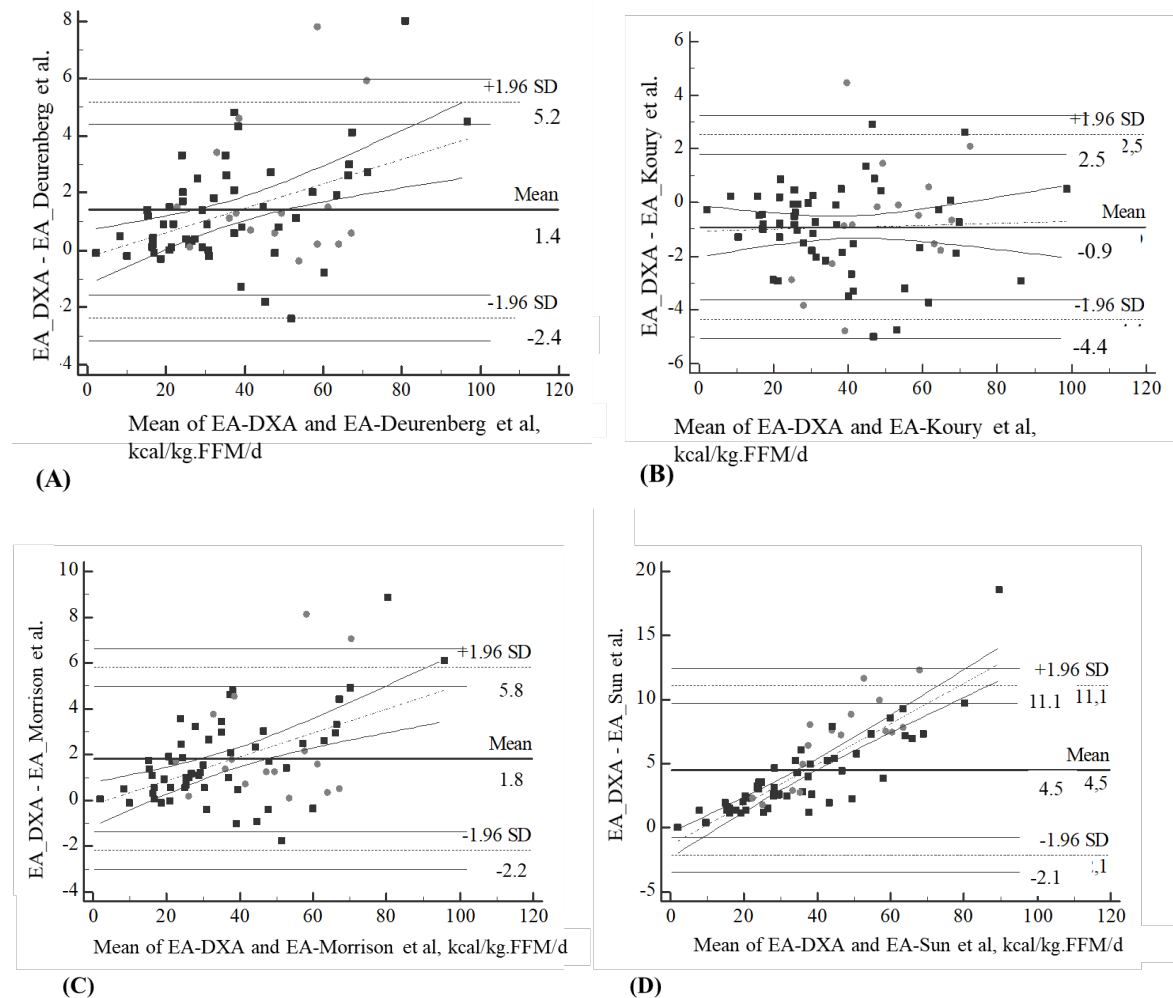 8
6
4
2
0
-2
-4
EA_DXA - EA_Deurenberg et al.
+1.96 SD
5.2
Mean
1.4
-1.96 SD
-2.4
0 20 40 60 80 100 120
Mean of EA-DXA and EA-Deurenberg et al,
kcal/kg.FFM/d
(A)
6
4
2
0
-2
-4
-6
EA_DXA - EA_Koury et al.
+1.96 SD
2,5
2.5
Mean
-0.9
-1.96 SD
-4.4
0 20 40 60 80 100 120
Mean of EA-DXA and EA-Koury et al,
kcal/kg.FFM/d
(B)
10
8
6
4
2
0
-2
-4
EA_DXA - EA_Morrison et al.
+1.96 SD
5.8
Mean
1.8
-1.96 SD
-2.2
0 20 40 60 80 100 120
Mean of EA-DXA and EA-Morrison et al, kcal/kg.FFM/d
(C)
20
15
10
5
0
-5
EA_DXA - EA_Sun et al.
+1.96 SD
11.1 11,1
Mean
4.5 4,5
-1.96 SD
-2.1
0 20 40 60 80 100 120
Mean of EA-DXA and EA-Sun et al, kcal/kg.FFM/d
(D)